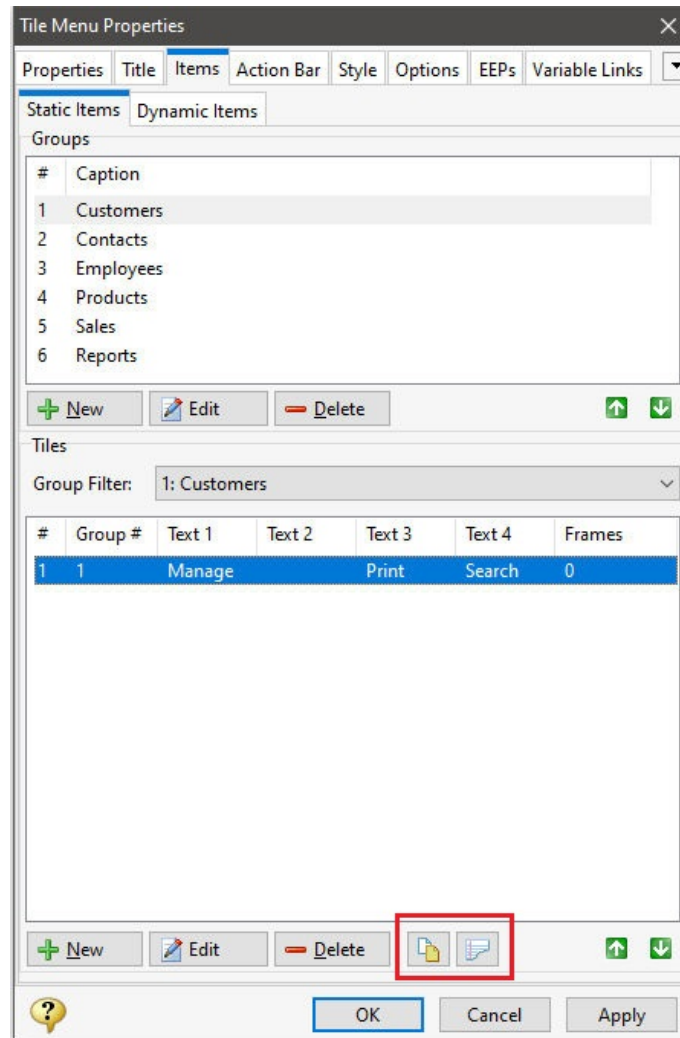 Tile Menu Properties
Properties Title Items Action Bar Style Options EEPs Variable Links
Static Items Dynamic Items
Groups
# Caption
1 Customers
2 Contacts
3 Employees
4 Products
5 Sales
6 Reports
New Edit Delete
Tiles
Group Filter: 1: Customers
# Group # Text 1 Text 2 Text 3 Text 4 Frames
1 1 Manage Print Search 0
New Edit Delete
? OK Cancel Apply